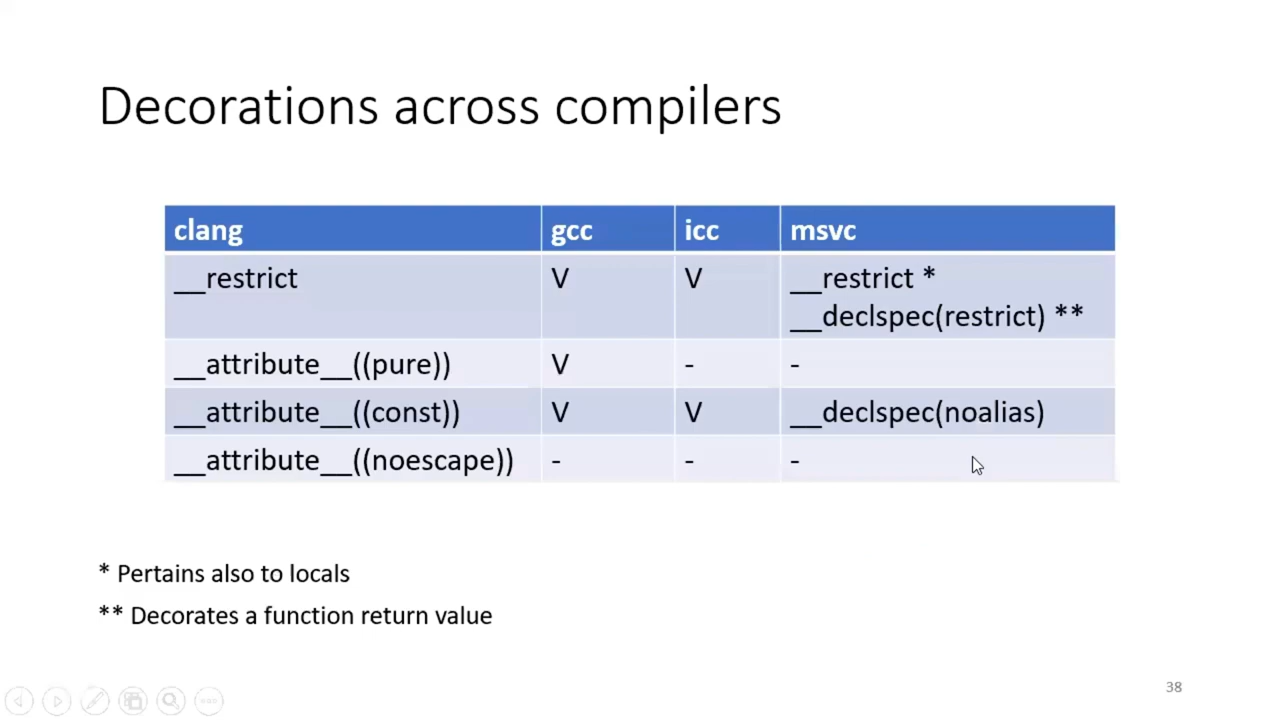 Decorations across compilers
clang gcc icc msvc
__restrict V V __restrict *
__declspec(restrict) **
__attribute__((pure)) V - -
__attribute__((const)) V V __declspec(noalias)
__attribute__((noescape)) - - -
* Pertains also to locals
** Decorates a function return value
38